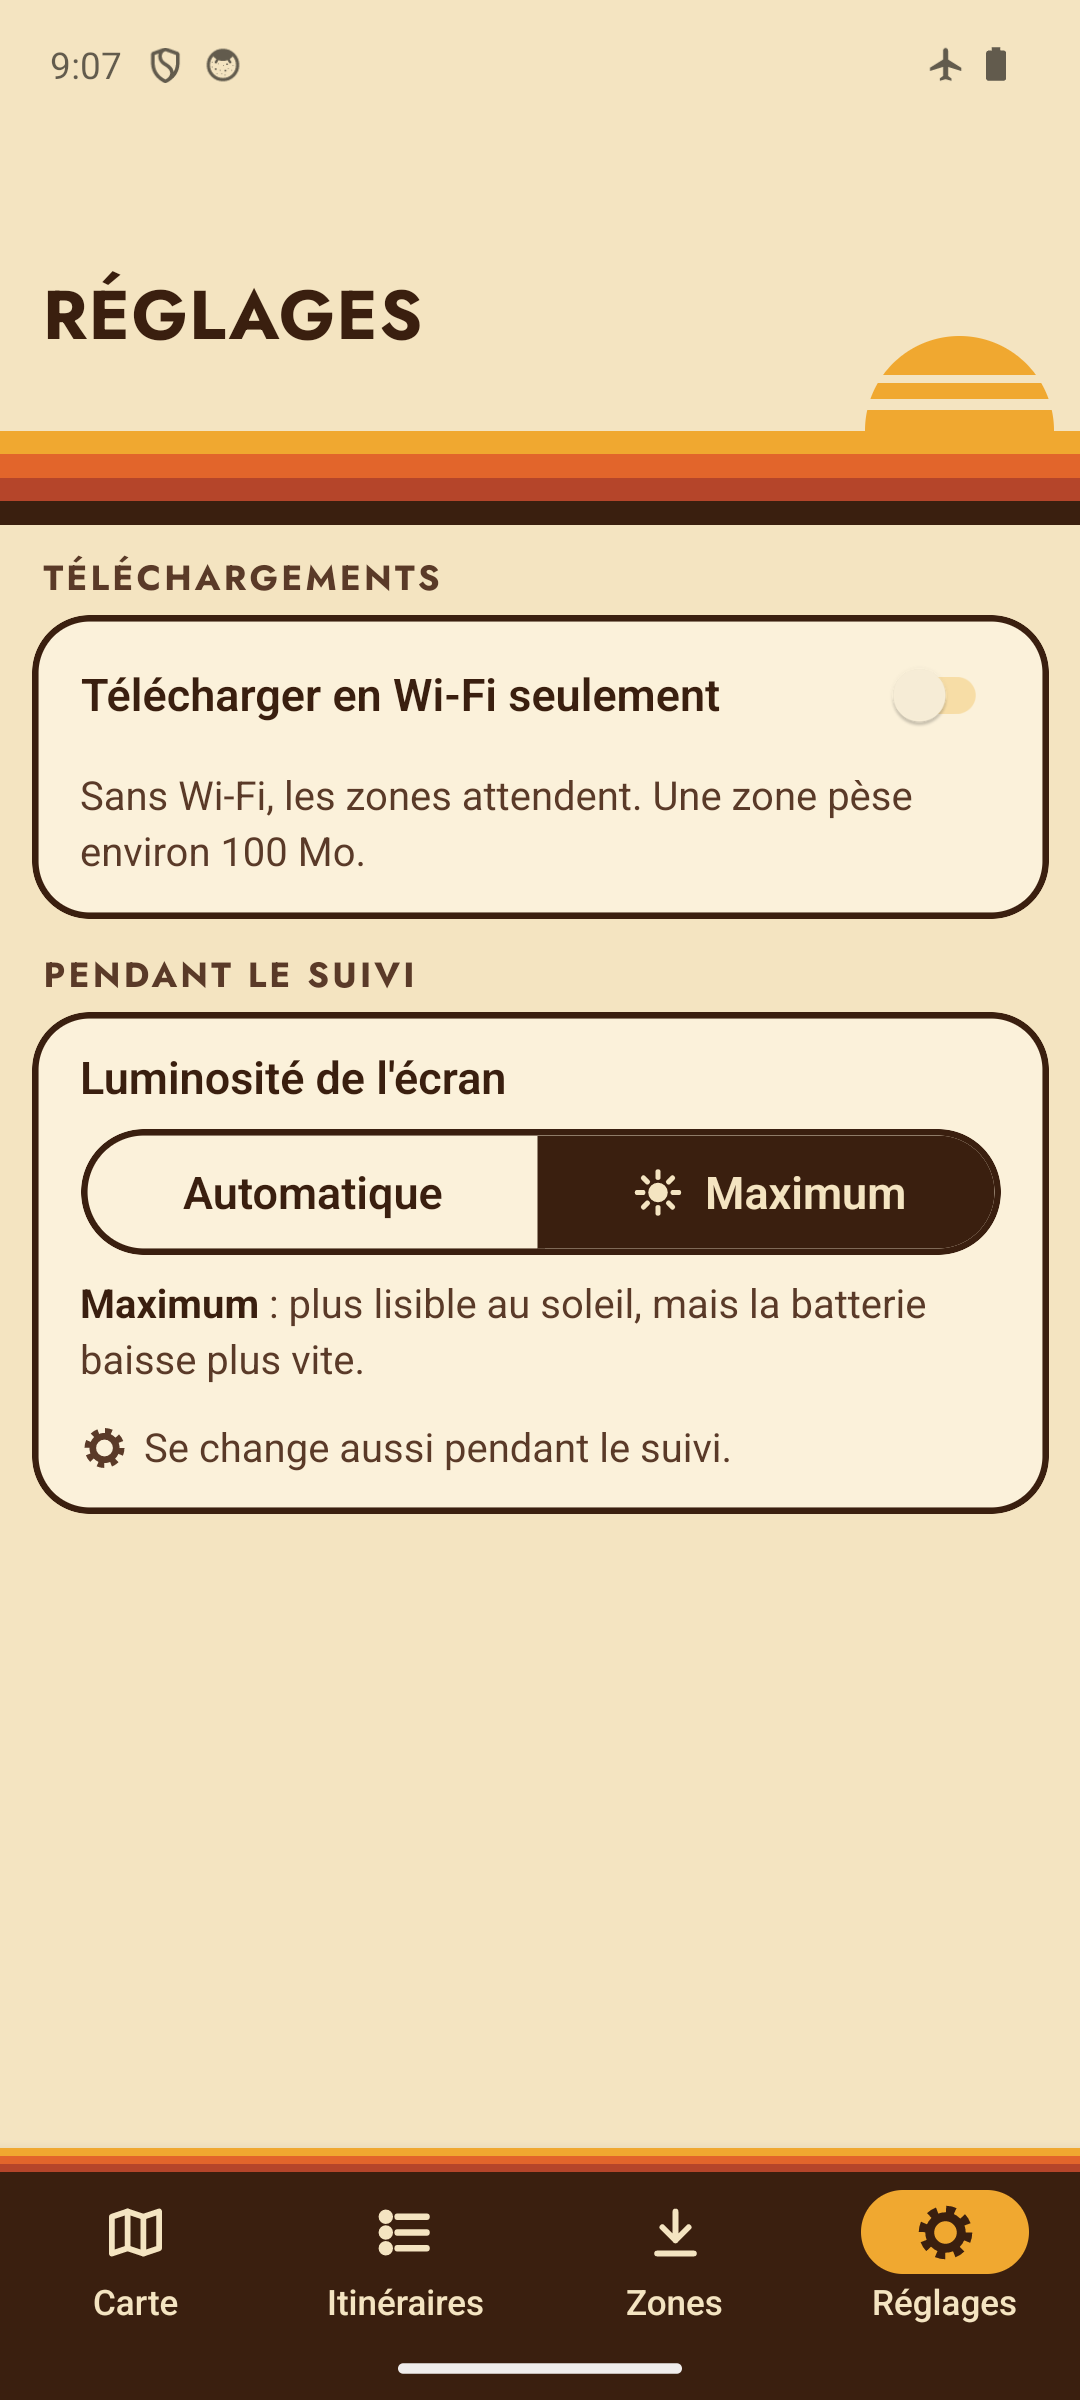 9:07
RÉGLAGES
TÉLÉCHARGEMENTS
Télécharger en Wi-Fi seulement
Sans Wi-Fi, les zones attendent. Une zone pèse
environ 100 Mo.
PENDANT LE SUIVI
Luminosité de l'écran
Automatique
Maximum
Maximum : plus lisible au soleil, mais la batterie
baisse plus vite.
Se change aussi pendant le suivi.
Carte
Itinéraires
Zones
Réglages